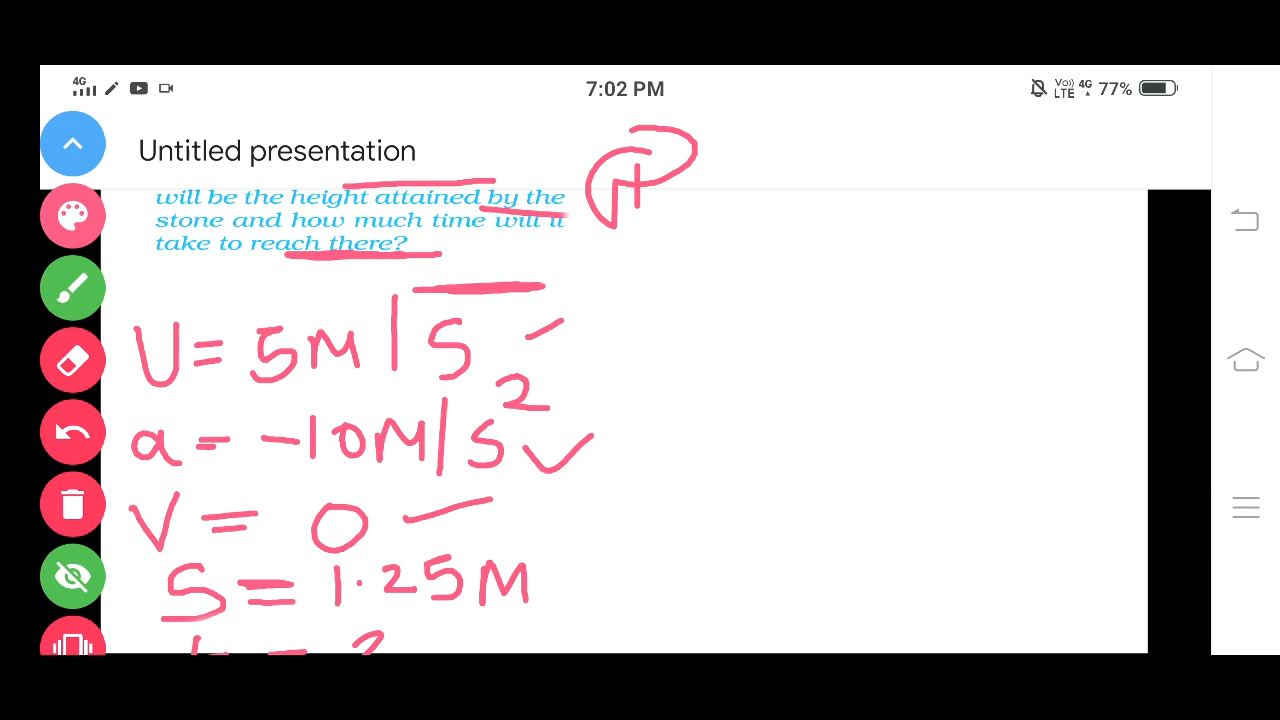 4G 7:02 PM Vo)) LTE 4G 77%
Untitled presentation
will be the height attained by the
stone and how much time will it
take to reach there?
U = 5M/S
a = -10M/S²
V = 0
S = 1.25M